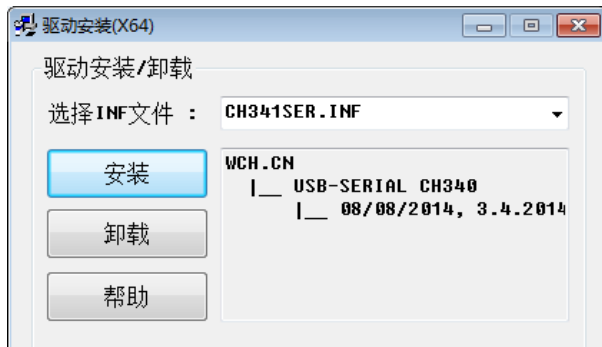 驱动安装(X64)
驱动安装/卸载
选择INF文件 : CH341SER.INF
安装
WCH.CN
|__ USB-SERIAL CH340
|__ 08/08/2014, 3.4.2014
卸载
帮助